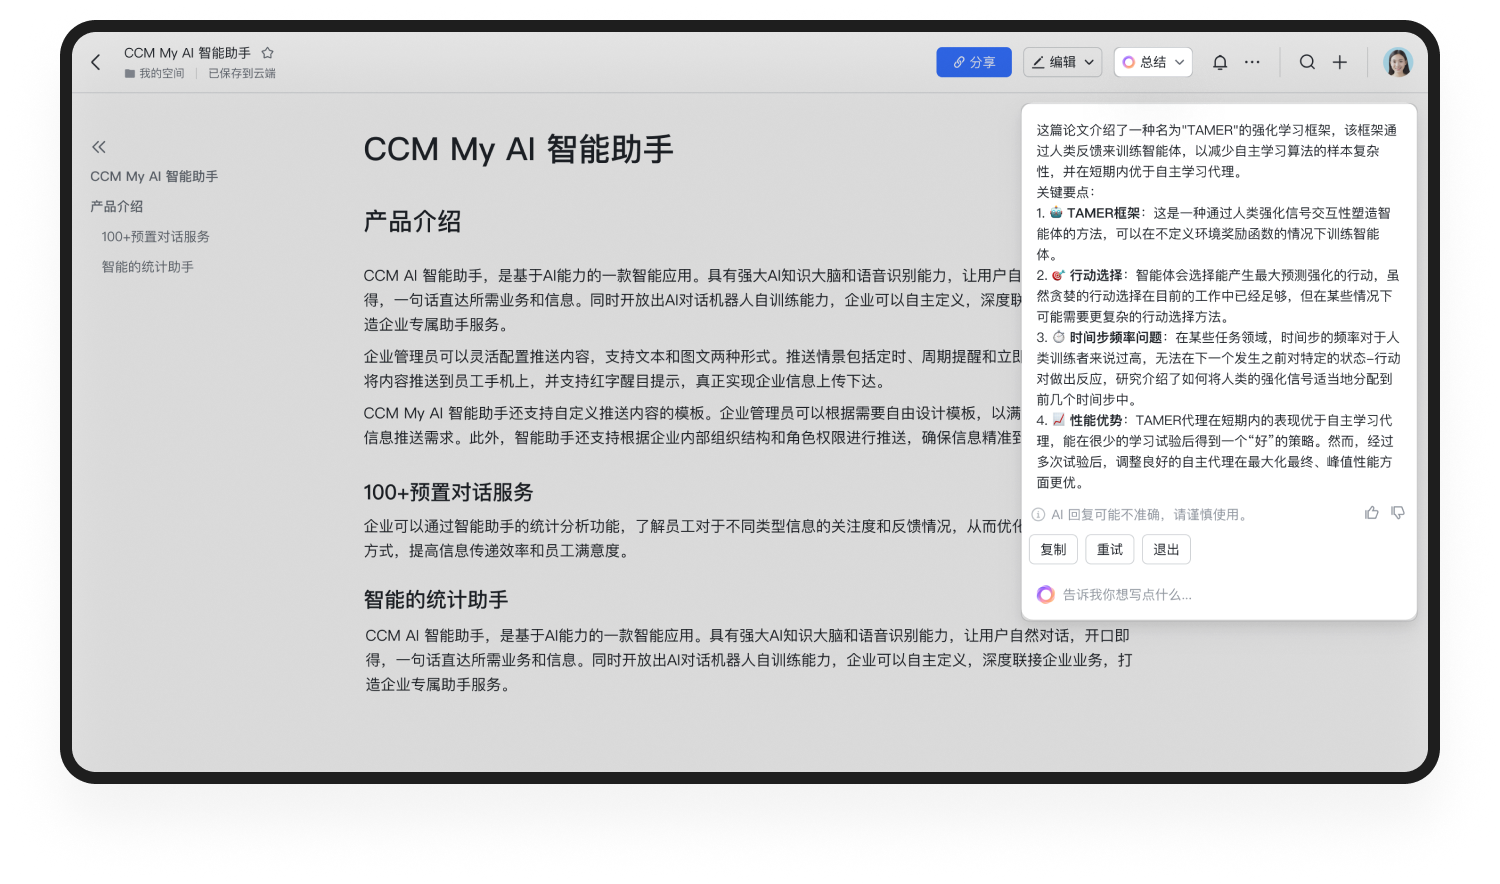 CCM My AI 智能助手
我的空间
已保存到云端
分享
编辑
总结
CCM My AI 智能助手
产品介绍
100+预置对话服务
智能的统计助手
CCM My AI 智能助手
产品介绍
CCM AI 智能助手，是基于AI能力的一款智能应用。具有强大AI知识大脑和语音识别能力，让用户自
得，一句话直达所需业务和信息。同时开放出AI对话机器人自训练能力，企业可以自主定义，深度联
造企业专属助手服务。
企业管理员可以灵活配置推送内容，支持文本和图文两种形式。推送情景包括定时、周期提醒和立即
将内容推送到员工手机上，并支持红字醒目提示，真正实现企业信息上传下达。
CCM My AI 智能助手还支持自定义推送内容的模板。企业管理员可以根据需要自由设计模板，以满
信息推送需求。此外，智能助手还支持根据企业内部组织结构和角色权限进行推送，确保信息精准到
100+预置对话服务
企业可以通过智能助手的统计分析功能，了解员工对于不同类型信息的关注度和反馈情况，从而优化
方式，提高信息传递效率和员工满意度。
智能的统计助手
CCM AI 智能助手，是基于AI能力的一款智能应用。具有强大AI知识大脑和语音识别能力，让用户自然对话，开口即
得，一句话直达所需业务和信息。同时开放出AI对话机器人自训练能力，企业可以自主定义，深度联接企业业务，打
造企业专属助手服务。
这篇论文介绍了一种名为"TAMER"的强化学习框架，该框架通
过人类反馈来训练智能体，以减少自主学习算法的样本复杂
性，并在短期内优于自主学习代理。
关键要点：
1. 🤖 TAMER框架：这是一种通过人类强化信号交互性塑造智
能体的方法，可以在不定义环境奖励函数的情况下训练智能
体。
2. 🎯 行动选择：智能体会选择能产生最大预测强化的行动，虽
然贪婪的行动选择在目前的工作中已经足够，但在某些情况下
可能需要更复杂的行动选择方法。
3. ⏱ 时间步频率问题：在某些任务领域，时间步的频率对于人
类训练者来说过高，无法在下一个发生之前对特定的状态-行动
对做出反应，研究介绍了如何将人类的强化信号适当地分配到
前几个时间步中。
4. 📈 性能优势：TAMER代理在短期内的表现优于自主学习代
理，能在很少的学习试验后得到一个“好”的策略。然而，经过
多次试验后，调整良好的自主代理在最大化最终、峰值性能方
面更优。
AI 回复可能不准确，请谨慎使用。
复制
重试
退出
告诉我你想写点什么...